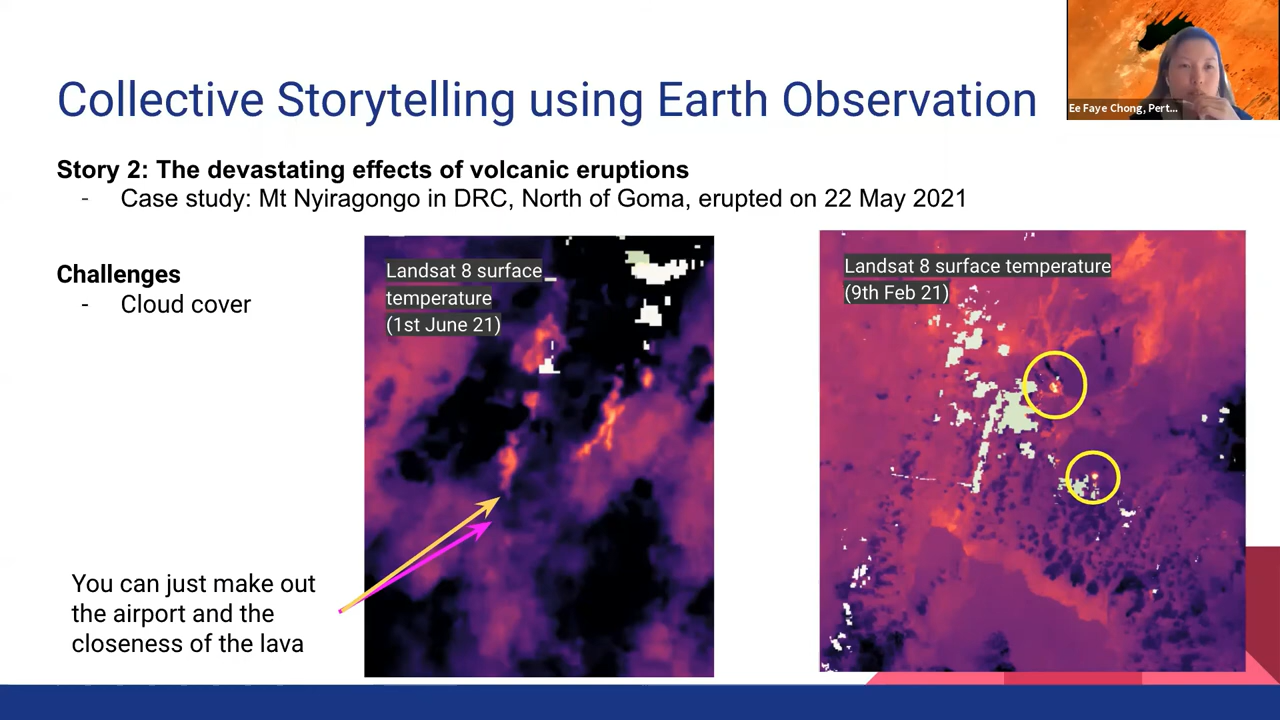 Collective Storytelling using Earth Observation
Ee Faye Chong, Pert...
Story 2: The devastating effects of volcanic eruptions
- Case study: Mt Nyiragongo in DRC, North of Goma, erupted on 22 May 2021
Challenges
- Cloud cover
Landsat 8 surface
temperature
(1st June 21)
Landsat 8 surface temperature
(9th Feb 21)
You can just make out
the airport and the
closeness of the lava